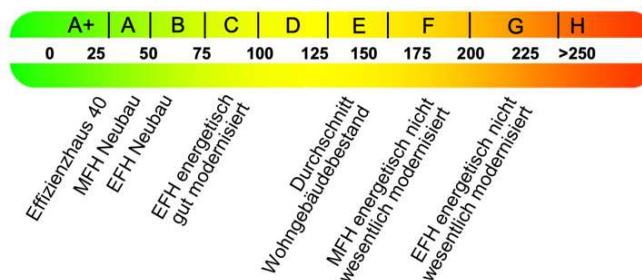 A+ A B C D E F G H
0 25 50 75 100 125 150 175 200 225 >250
Effizienzhaus 40
MFH Neubau
EFH Neubau
EFH energetisch
gut modernisiert
Durchschnitt
Wohngebäudebestand
MFH energetisch nicht
wesentlich modernisiert
EFH energetisch nicht
wesentlich modernisiert